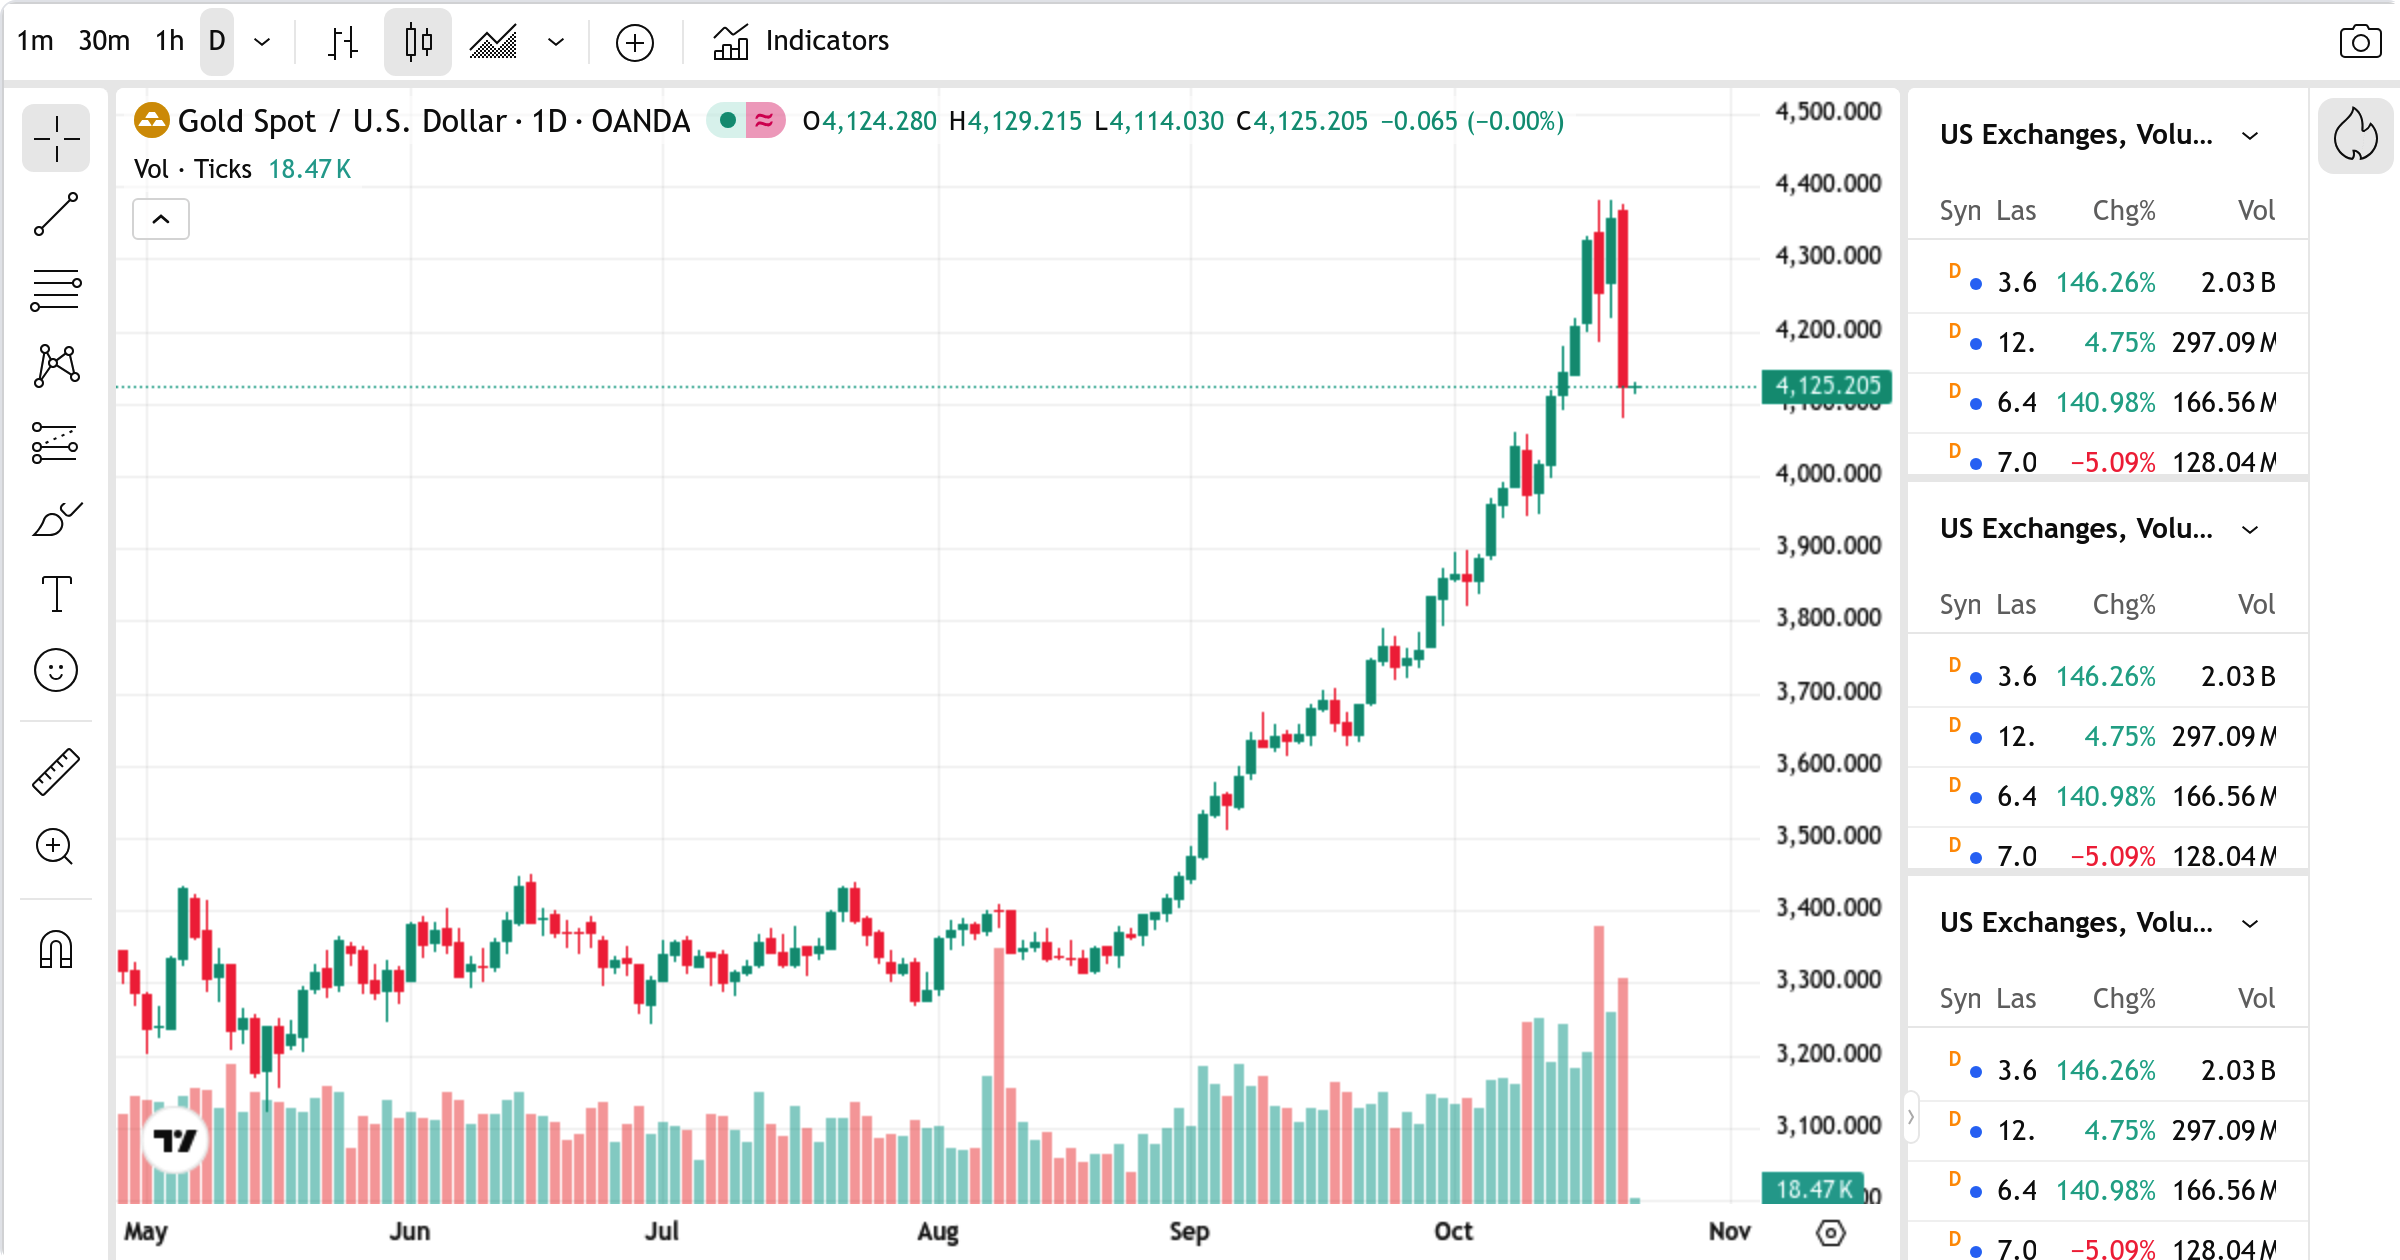 1m 30m 1h D Indicators
Gold Spot / U.S. Dollar · 1D · OANDA O4,124.280 H4,129.215 L4,114.030 C4,125.205 −0.065 (−0.00%)
Vol · Ticks 18.47 K
4,500.000
4,400.000
4,300.000
4,200.000
4,125.205
4,100.000
4,000.000
3,900.000
3,800.000
3,700.000
3,600.000
3,500.000
3,400.000
3,300.000
3,200.000
3,100.000
18.47 K
May Jun Jul Aug Sep Oct Nov
US Exchanges, Volu...
Syn Las Chg% Vol
D 3.6 146.26% 2.03 B
D 12. 4.75% 297.09 M
D 6.4 140.98% 166.56 M
D 7.0 −5.09% 128.04 M
US Exchanges, Volu...
Syn Las Chg% Vol
D 3.6 146.26% 2.03 B
D 12. 4.75% 297.09 M
D 6.4 140.98% 166.56 M
D 7.0 −5.09% 128.04 M
US Exchanges, Volu...
Syn Las Chg% Vol
D 3.6 146.26% 2.03 B
D 12. 4.75% 297.09 M
D 6.4 140.98% 166.56 M
D 7.0 −5.09% 128.04 M